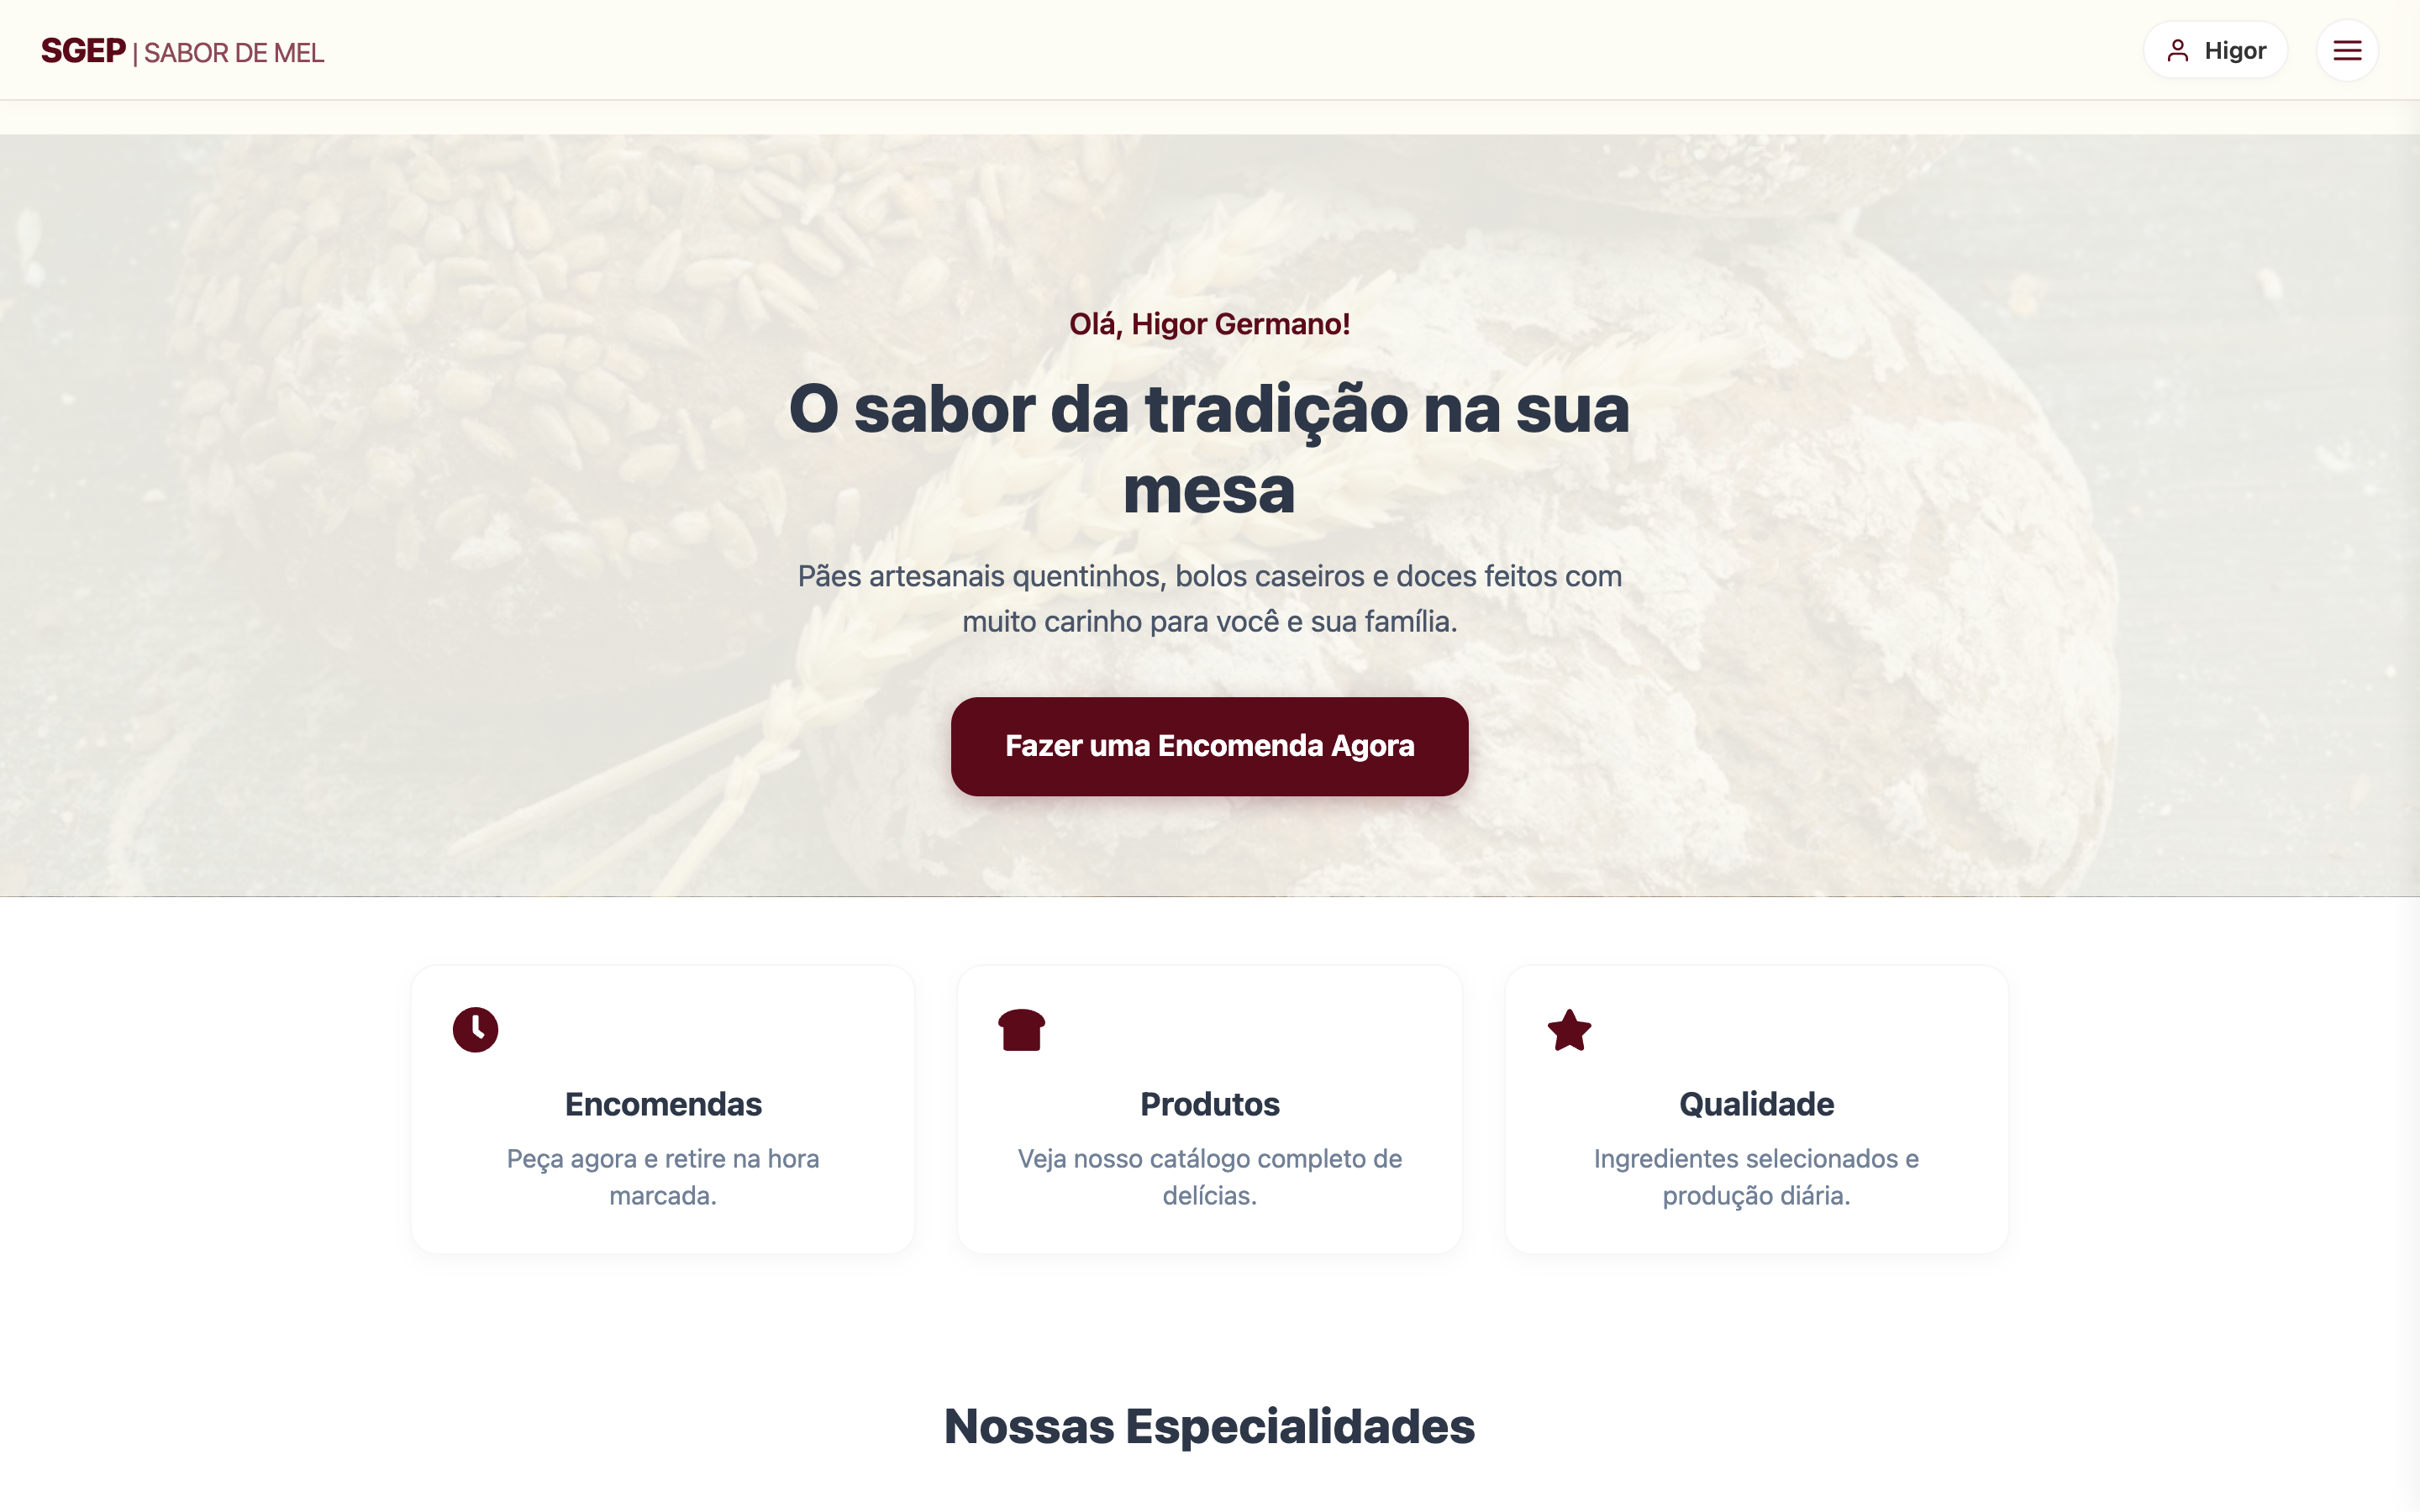 SGEP | SABOR DE MEL
Higor
Olá, Higor Germano!
O sabor da tradição na sua
mesa
Pães artesanais quentinhos, bolos caseiros e doces feitos com
muito carinho para você e sua família.
Fazer uma Encomenda Agora
Encomendas
Peça agora e retire na hora
marcada.
Produtos
Veja nosso catálogo completo de
delícias.
Qualidade
Ingredientes selecionados e
produção diária.
Nossas Especialidades